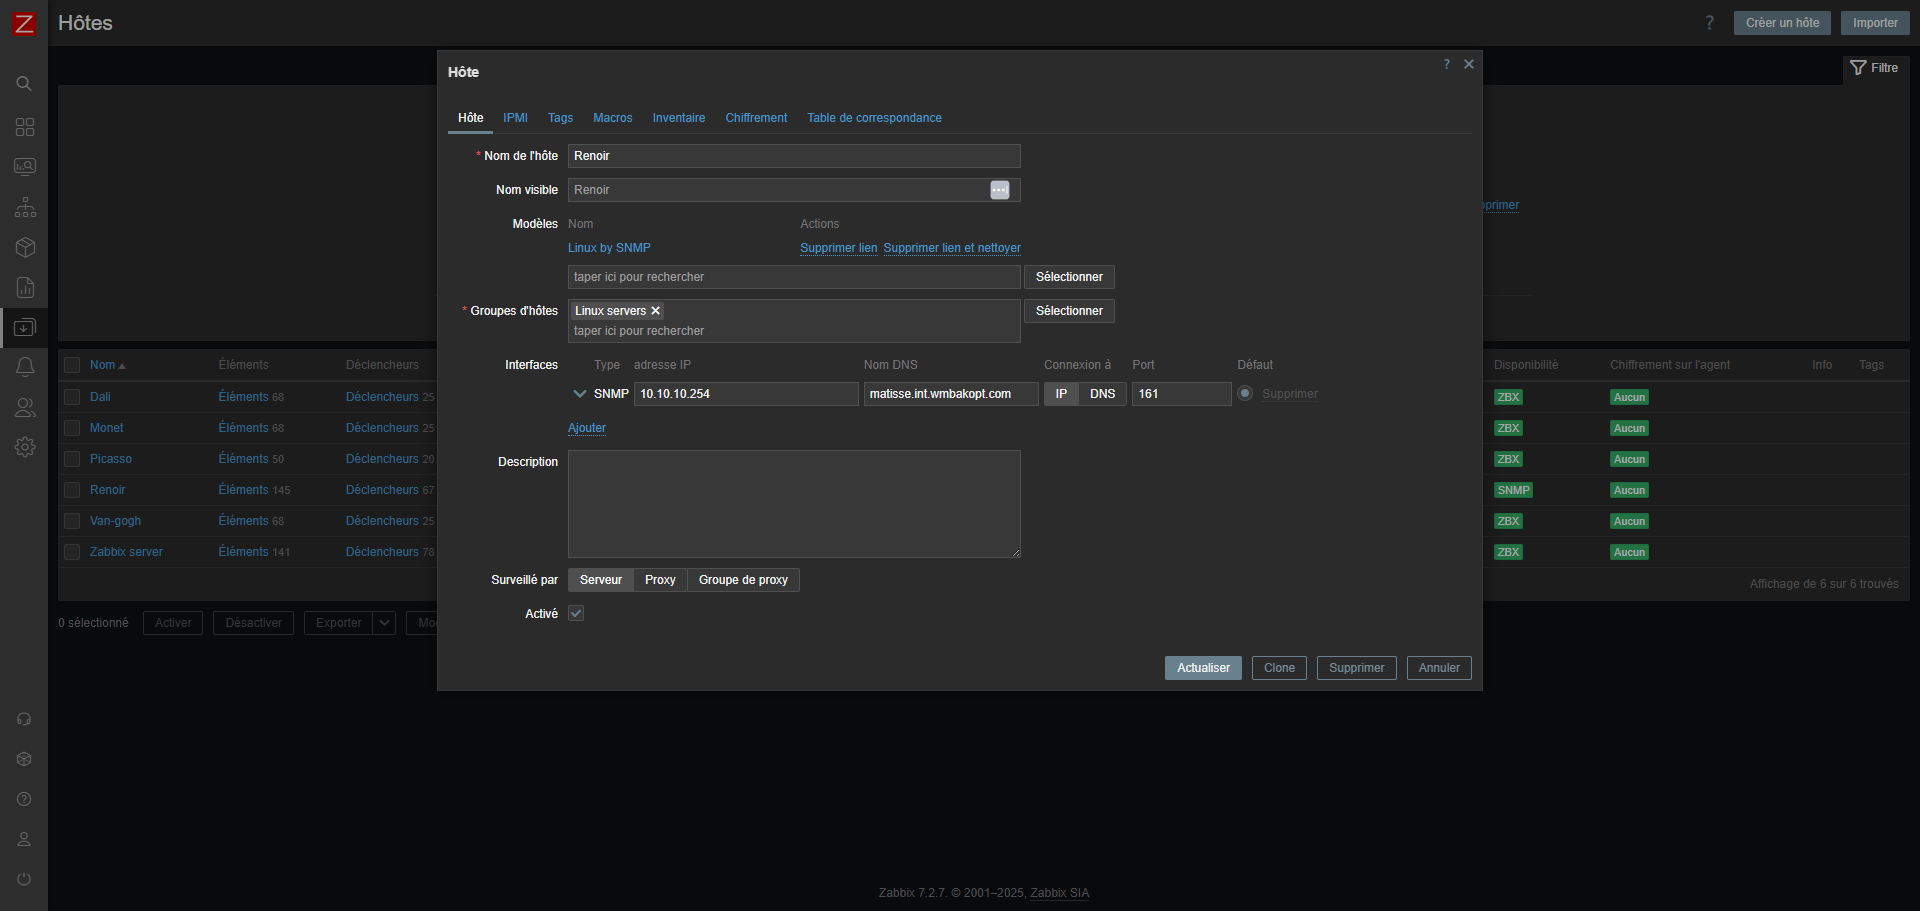 Z
Hôtes
?
Créer un hôte
Importer
Filtre
Hôte
?
Hôte IPMI Tags Macros Inventaire Chiffrement Table de correspondance
* Nom de l'hôte Renoir
Nom visible Renoir
Modèles Nom Actions
Linux by SNMP Supprimer lien Supprimer lien et nettoyer
taper ici pour rechercher Sélectionner
* Groupes d'hôtes Linux servers Sélectionner
taper ici pour rechercher
Interfaces Type adresse IP Nom DNS Connexion à Port Défaut
SNMP 10.10.10.254 matisse.int.wmbakopt.com IP DNS 161 Supprimer
Ajouter
Description
Surveillé par Serveur Proxy Groupe de proxy
Activé
Actualiser Clone Supprimer Annuler
primer
Nom Éléments Déclencheurs Disponibilité Chiffrement sur l'agent Info Tags
Dali Éléments 68 Déclencheurs 25 ZBX Aucun
Monet Éléments 68 Déclencheurs 25 ZBX Aucun
Picasso Éléments 50 Déclencheurs 20 ZBX Aucun
Renoir Éléments 145 Déclencheurs 67 SNMP Aucun
Van-gogh Éléments 68 Déclencheurs 25 ZBX Aucun
Zabbix server Éléments 141 Déclencheurs 78 ZBX Aucun
Affichage de 6 sur 6 trouvés
0 sélectionné Activer Désactiver Exporter Mo
Zabbix 7.2.7. © 2001–2025, Zabbix SIA